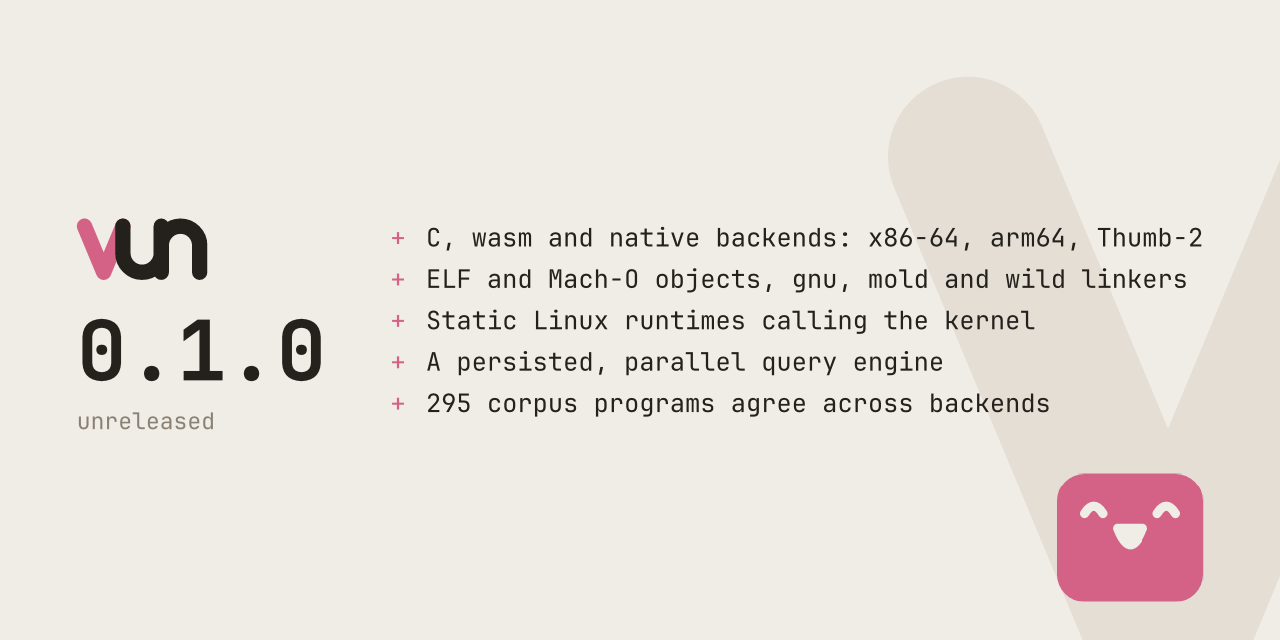 vun
0.1.0
unreleased
+ C, wasm and native backends: x86-64, arm64, Thumb-2
+ ELF and Mach-O objects, gnu, mold and wild linkers
+ Static Linux runtimes calling the kernel
+ A persisted, parallel query engine
+ 295 corpus programs agree across backends